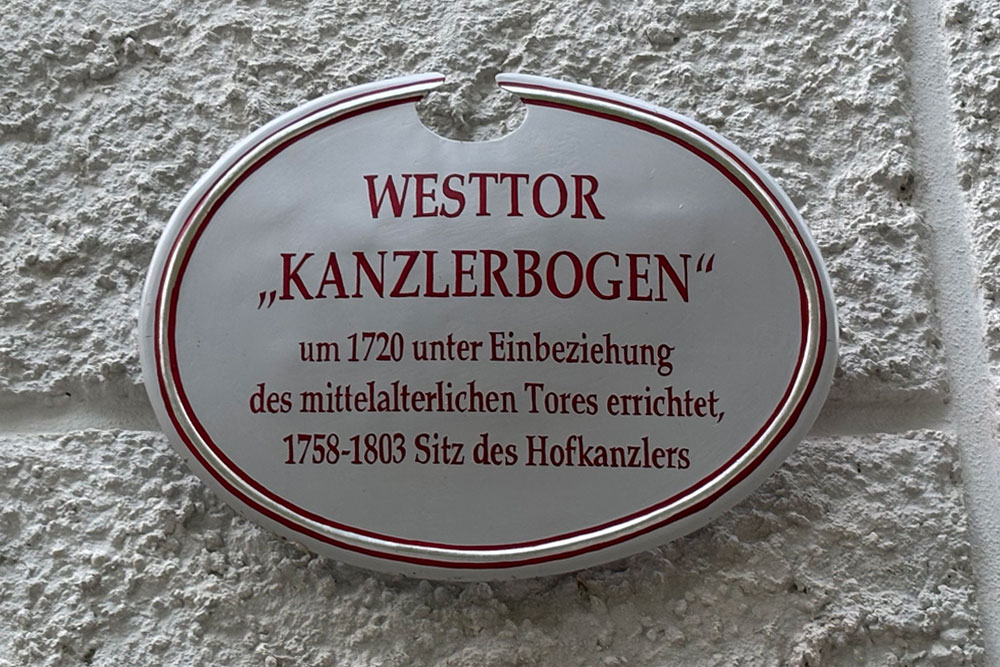 WESTTOR
„KANZLERBOGEN“
um 1720 unter Einbeziehung
des mittelalterlichen Tores errichtet,
1758-1803 Sitz des Hofkanzlers